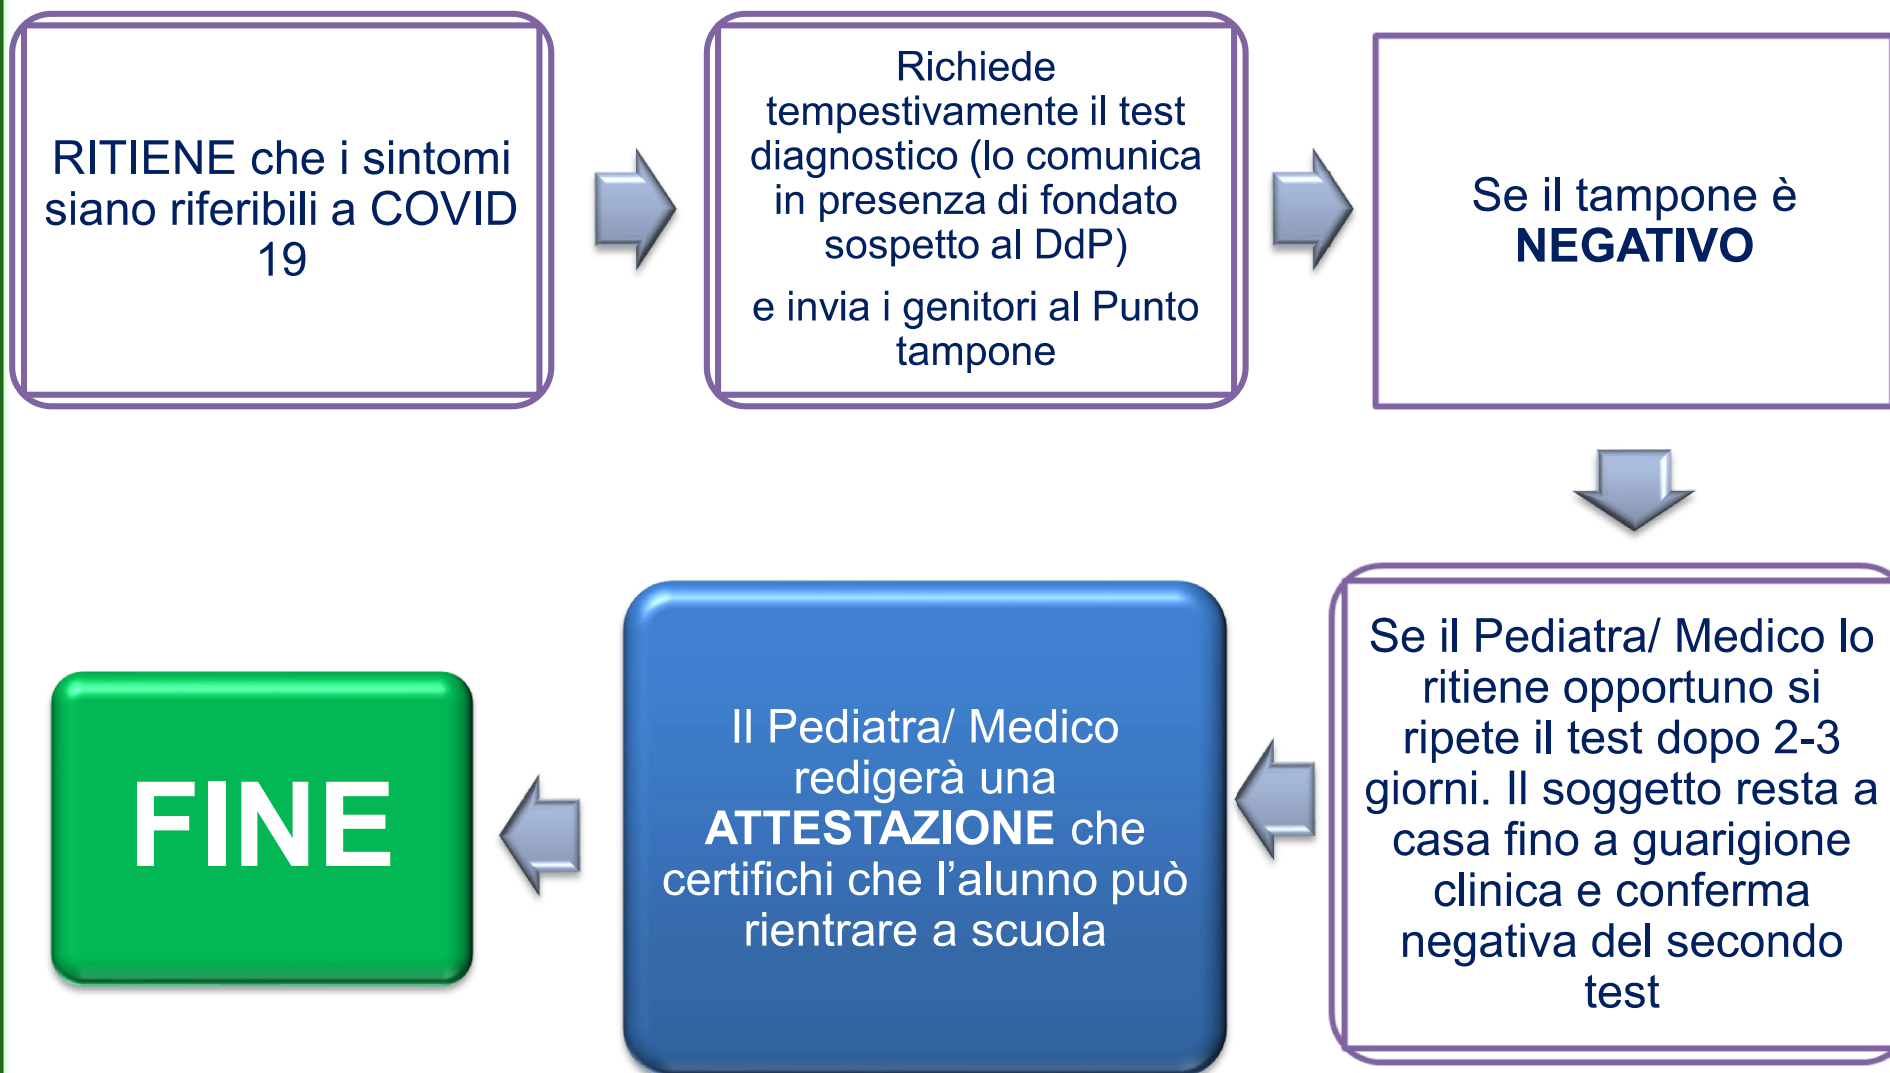 RITIENE che i sintomi
siano riferibili a COVID
19
Richiede
tempestivamente il test
diagnostico (lo comunica
in presenza di fondato
sospetto al DdP)
e invia i genitori al Punto
tampone
Se il tampone è
NEGATIVO
Se il Pediatra/ Medico lo
ritiene opportuno si
ripete il test dopo 2-3
giorni. Il soggetto resta a
casa fino a guarigione
clinica e conferma
negativa del secondo
test
Il Pediatra/ Medico
redigerà una
ATTESTAZIONE che
certifichi che l’alunno può
rientrare a scuola
FINE